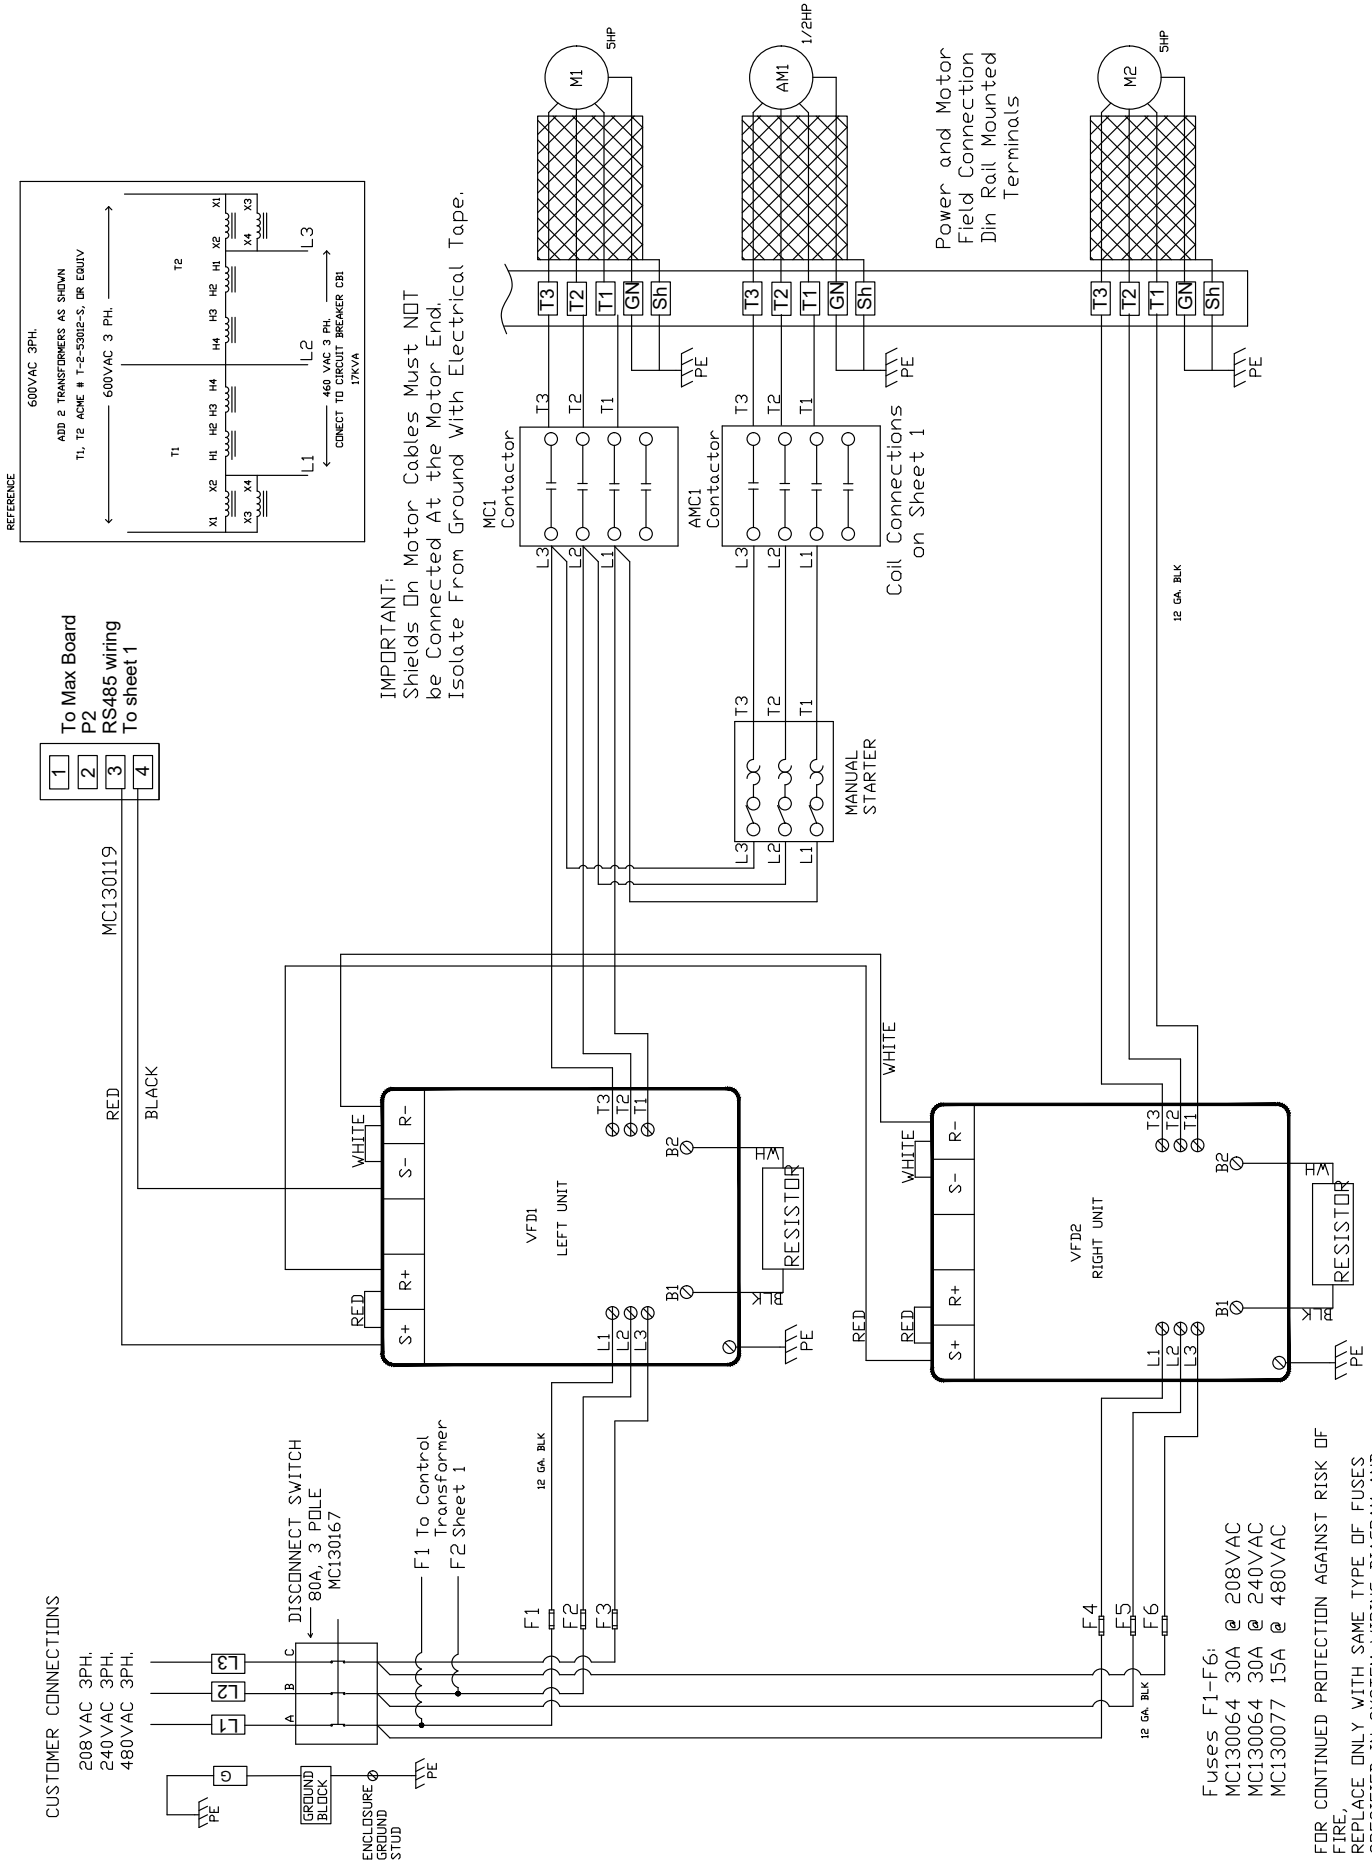 REFERENCE
600VAC 3PH.
ADD 2 TRANSFORMERS AS SHOWN
T1, T2 ACME # T-2-53012-S, OR EQUIV
600VAC 3 PH.
T1
T2
X1
X2
H1
H2
H3
H4
H4
H3
H2
H1
X2
X1
X3
X4
X4
X3
L1
L2
L3
460 VAC 3 PH.
CONECT TO CIRCUIT BREAKER CB1
17KVA
CUSTOMER CONNECTIONS
208VAC 3PH.
240VAC 3PH.
480VAC 3PH.
G
L1
L2
L3
PE
GROUND
BLOCK
ENCLOSURE
GROUND
STUD
PE
A
B
C
DISCONNECT SWITCH
80A, 3 POLE
MC130167
F1 To Control
Transformer
F2 Sheet 1
F1
F2
F3
12 GA. BLK
F4
F5
F6
12 GA. BLK
1
2
3
4
To Max Board
P2
RS485 wiring
To sheet 1
MC130119
RED
BLACK
RED
WHITE
S+
R+
S-
R-
VFD1
LEFT UNIT
L1
L2
L3
T3
T2
T1
B1
B2
BLK
WH
RESISTOR
PE
RED
WHITE
RED
WHITE
S+
R+
S-
R-
VFD2
RIGHT UNIT
L1
L2
L3
T3
T2
T1
B1
B2
BLK
WH
RESISTOR
PE
IMPORTANT:
Shields On Motor Cables Must NOT
be Connected At the Motor End.
Isolate From Ground With Electrical Tape.
MC1
Contactor
L3
L2
L1
T3
T2
T1
AMC1
Contactor
L3
L2
L1
T3
T2
T1
Coil Connections
on Sheet 1
L3
L2
L1
T3
T2
T1
MANUAL
STARTER
T3
T2
T1
GN
Sh
PE
M1
5HP
T3
T2
T1
GN
Sh
PE
AM1
1/2HP
Power and Motor
Field Connection
Din Rail Mounted
Terminals
T3
T2
T1
GN
Sh
PE
M2
5HP
12 GA. BLK
Fuses F1-F6:
MC130064 30A @ 208VAC
MC130064 30A @ 240VAC
MC130077 15A @ 480VAC
FOR CONTINUED PROTECTION AGAINST RISK OF
FIRE,
REPLACE ONLY WITH SAME TYPE OF FUSES